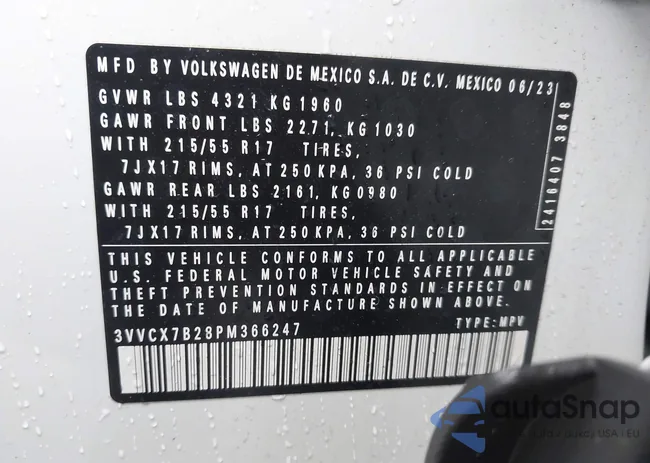 MFD BY VOLKSWAGEN DE MEXICO S.A. DE C.V. MEXICO 06/23
GVWR LBS 4321 KG 1960
GAWR FRONT LBS 2271, KG 1030
WITH 215/55 R17 TIRES,
7JX17 RIMS, AT 250 KPA, 36 PSI COLD
GAWR REAR LBS 2161, KG 0980
WITH 215/55 R17 TIRES,
7JX17 RIMS, AT 250 KPA, 36 PSI COLD
2416407 3848
THIS VEHICLE CONFORMS TO ALL APPLICABLE
U.S. FEDERAL MOTOR VEHICLE SAFETY AND
THEFT PREVENTION STANDARDS IN EFFECT ON
THE DATE OF MANUFACTURE SHOWN ABOVE.
3VVCX7B28PM366247 TYPE: MPV
autoSnap
USA - EU